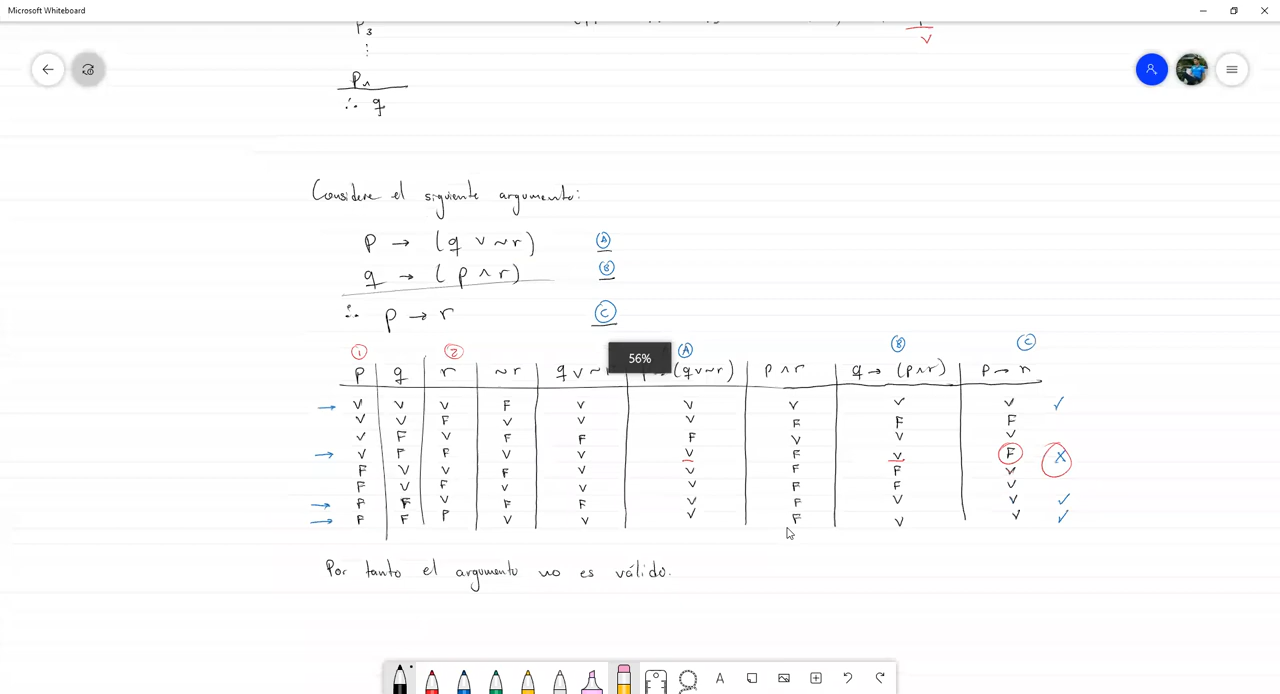 Microsoft Whiteboard
P3
⋮
Pn
∴ q
V
Considere el siguiente argumento:
p → (q ∨ ~r) A
q → (p ∧ r) B
∴ p → r C
56%
1 2 A B C
p q r ~r q ∨ ~r (q ∨ ~r) p ∧ r q → (p ∧ r) p → r
→ V V V F V V V V V ✓
V V F V V V F F F
V F V F F F V V V
→ V F F V V V F V F X
F V V F V V F F V
F V F V V V F F V
→ F F V F F V F V V ✓
→ F F F V V V F V V ✓
Por tanto el argumento no es válido.
A